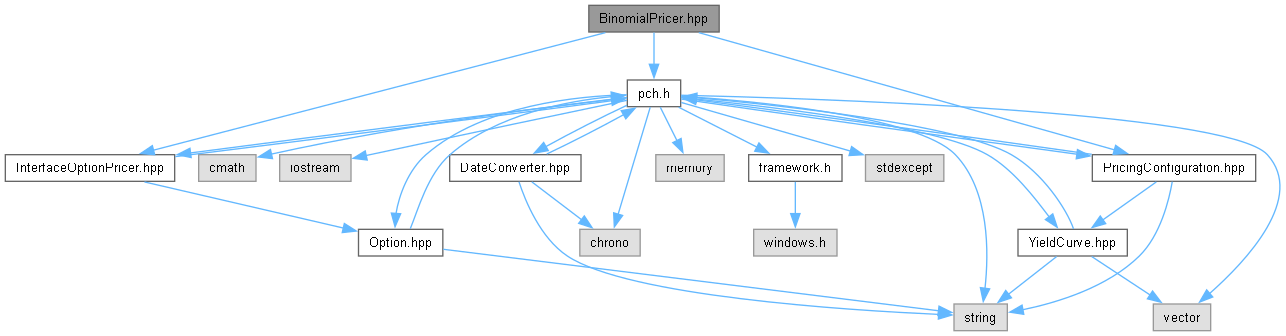 BinomialPricer.hpp
pch.h
InterfaceOptionPricer.hpp
cmath
iostream
DateConverter.hpp
memory
framework.h
stdexcept
PricingConfiguration.hpp
Option.hpp
chrono
windows.h
YieldCurve.hpp
string
vector